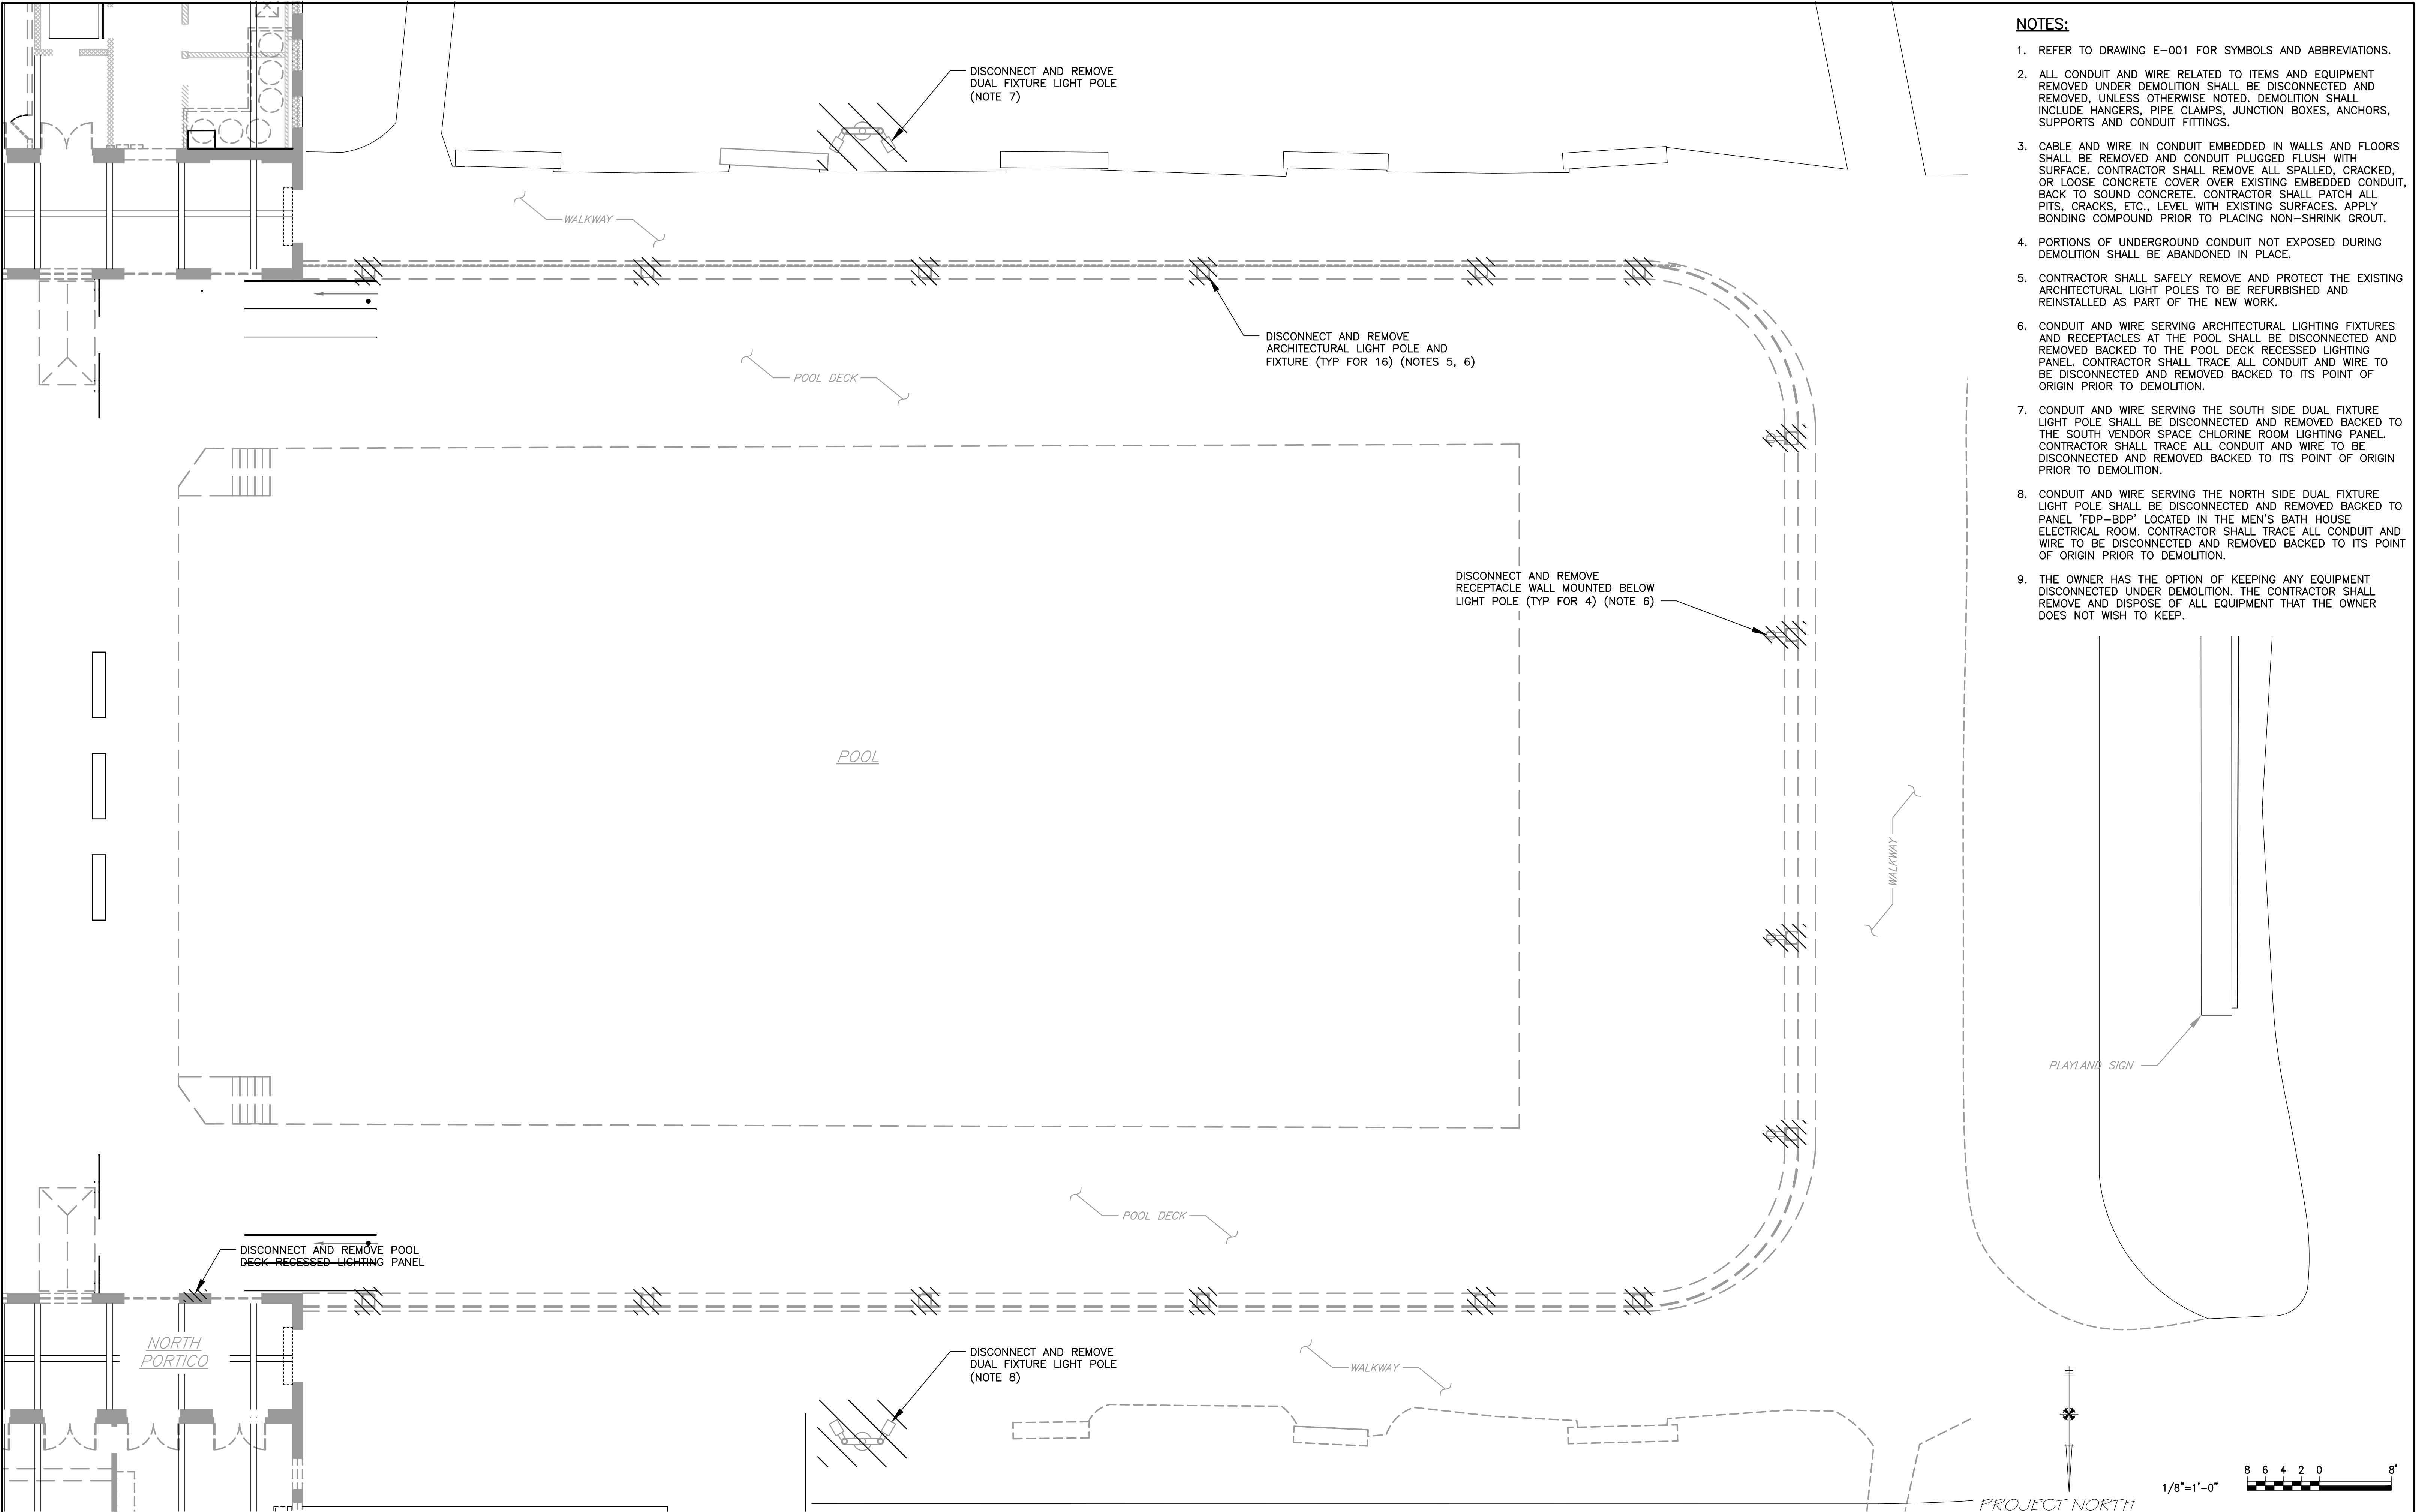 NOTES:
1. REFER TO DRAWING E-001 FOR SYMBOLS AND ABBREVIATIONS.
2. ALL CONDUIT AND WIRE RELATED TO ITEMS AND EQUIPMENT
REMOVED UNDER DEMOLITION SHALL BE DISCONNECTED AND
REMOVED, UNLESS OTHERWISE NOTED. DEMOLITION SHALL
INCLUDE HANGERS, PIPE CLAMPS, JUNCTION BOXES, ANCHORS,
SUPPORTS AND CONDUIT FITTINGS.
3. CABLE AND WIRE IN CONDUIT EMBEDDED IN WALLS AND FLOORS
SHALL BE REMOVED AND CONDUIT PLUGGED FLUSH WITH
SURFACE. CONTRACTOR SHALL REMOVE ALL SPALLED, CRACKED,
OR LOOSE CONCRETE COVER OVER EXISTING EMBEDDED CONDUIT,
BACK TO SOUND CONCRETE. CONTRACTOR SHALL PATCH ALL
PITS, CRACKS, ETC., LEVEL WITH EXISTING SURFACES. APPLY
BONDING COMPOUND PRIOR TO PLACING NON-SHRINK GROUT.
4. PORTIONS OF UNDERGROUND CONDUIT NOT EXPOSED DURING
DEMOLITION SHALL BE ABANDONED IN PLACE.
5. CONTRACTOR SHALL SAFELY REMOVE AND PROTECT THE EXISTING
ARCHITECTURAL LIGHT POLES TO BE REFURBISHED AND
REINSTALLED AS PART OF THE NEW WORK.
6. CONDUIT AND WIRE SERVING ARCHITECTURAL LIGHTING FIXTURES
AND RECEPTACLES AT THE POOL SHALL BE DISCONNECTED AND
REMOVED BACKED TO THE POOL DECK RECESSED LIGHTING
PANEL. CONTRACTOR SHALL TRACE ALL CONDUIT AND WIRE TO
BE DISCONNECTED AND REMOVED BACKED TO ITS POINT OF
ORIGIN PRIOR TO DEMOLITION.
7. CONDUIT AND WIRE SERVING THE SOUTH SIDE DUAL FIXTURE
LIGHT POLE SHALL BE DISCONNECTED AND REMOVED BACKED TO
THE SOUTH VENDOR SPACE CHLORINE ROOM LIGHTING PANEL.
CONTRACTOR SHALL TRACE ALL CONDUIT AND WIRE TO BE
DISCONNECTED AND REMOVED BACKED TO ITS POINT OF ORIGIN
PRIOR TO DEMOLITION.
8. CONDUIT AND WIRE SERVING THE NORTH SIDE DUAL FIXTURE
LIGHT POLE SHALL BE DISCONNECTED AND REMOVED BACKED TO
PANEL 'FDP-BDP' LOCATED IN THE MEN'S BATH HOUSE
ELECTRICAL ROOM. CONTRACTOR SHALL TRACE ALL CONDUIT AND
WIRE TO BE DISCONNECTED AND REMOVED BACKED TO ITS POINT
OF ORIGIN PRIOR TO DEMOLITION.
9. THE OWNER HAS THE OPTION OF KEEPING ANY EQUIPMENT
DISCONNECTED UNDER DEMOLITION. THE CONTRACTOR SHALL
REMOVE AND DISPOSE OF ALL EQUIPMENT THAT THE OWNER
DOES NOT WISH TO KEEP.
DISCONNECT AND REMOVE
DUAL FIXTURE LIGHT POLE
(NOTE 7)
WALKWAY
DISCONNECT AND REMOVE
ARCHITECTURAL LIGHT POLE AND
FIXTURE (TYP FOR 16) (NOTES 5, 6)
POOL DECK
DISCONNECT AND REMOVE
RECEPTACLE WALL MOUNTED BELOW
LIGHT POLE (TYP FOR 4) (NOTE 6)
POOL
WALKWAY
PLAYLAND SIGN
POOL DECK
DISCONNECT AND REMOVE POOL
DECK RECESSED LIGHTING PANEL
NORTH
PORTICO
DISCONNECT AND REMOVE
DUAL FIXTURE LIGHT POLE
(NOTE 8)
WALKWAY
PROJECT NORTH
1/8"=1'-0"
8 6 4 2 0 8'